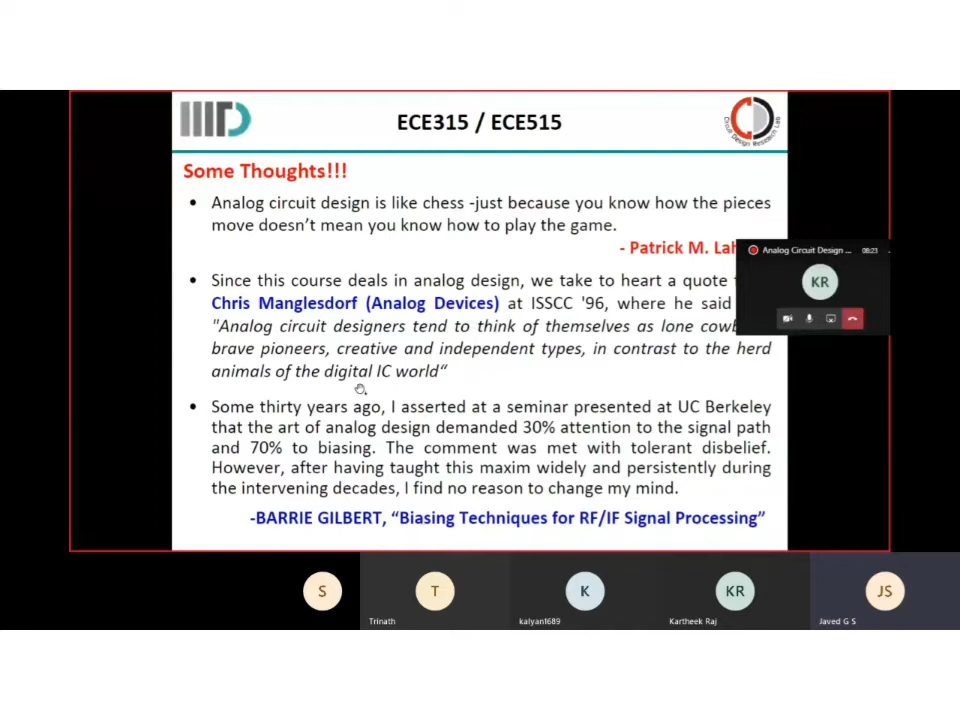 IIITD
ECE315 / ECE515
Circuit Design Research Lab
Some Thoughts!!!
• Analog circuit design is like chess -just because you know how the pieces
move doesn't mean you know how to play the game.
- Patrick M. Lah
• Since this course deals in analog design, we take to heart a quote
Chris Manglesdorf (Analog Devices) at ISSCC '96, where he said
"Analog circuit designers tend to think of themselves as lone cow
brave pioneers, creative and independent types, in contrast to the herd
animals of the digital IC world“
• Some thirty years ago, I asserted at a seminar presented at UC Berkeley
that the art of analog design demanded 30% attention to the signal path
and 70% to biasing. The comment was met with tolerant disbelief.
However, after having taught this maxim widely and persistently during
the intervening decades, I find no reason to change my mind.
-BARRIE GILBERT, “Biasing Techniques for RF/IF Signal Processing”
Analog Circuit Design ... 08:23
KR
S
T
K
KR
JS
Trinath
kalyan1689
Kartheek Raj
Javed G S